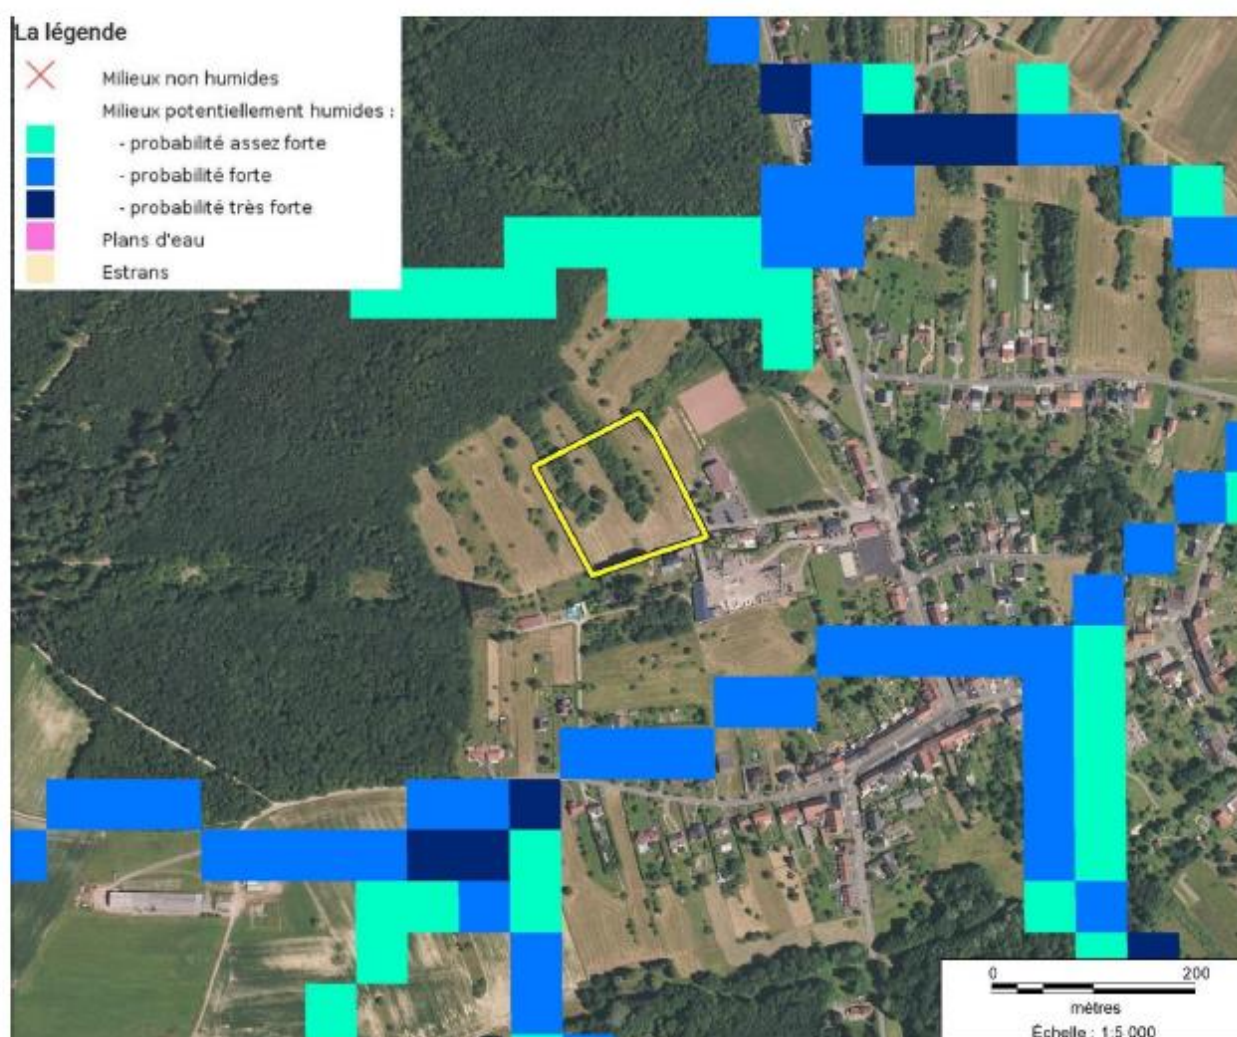 La légende
Milieux non humides
Milieux potentiellement humides :
- probabilité assez forte
- probabilité forte
- probabilité très forte
Plans d'eau
Estrans
0 200
mètres
Échelle : 1:5 000